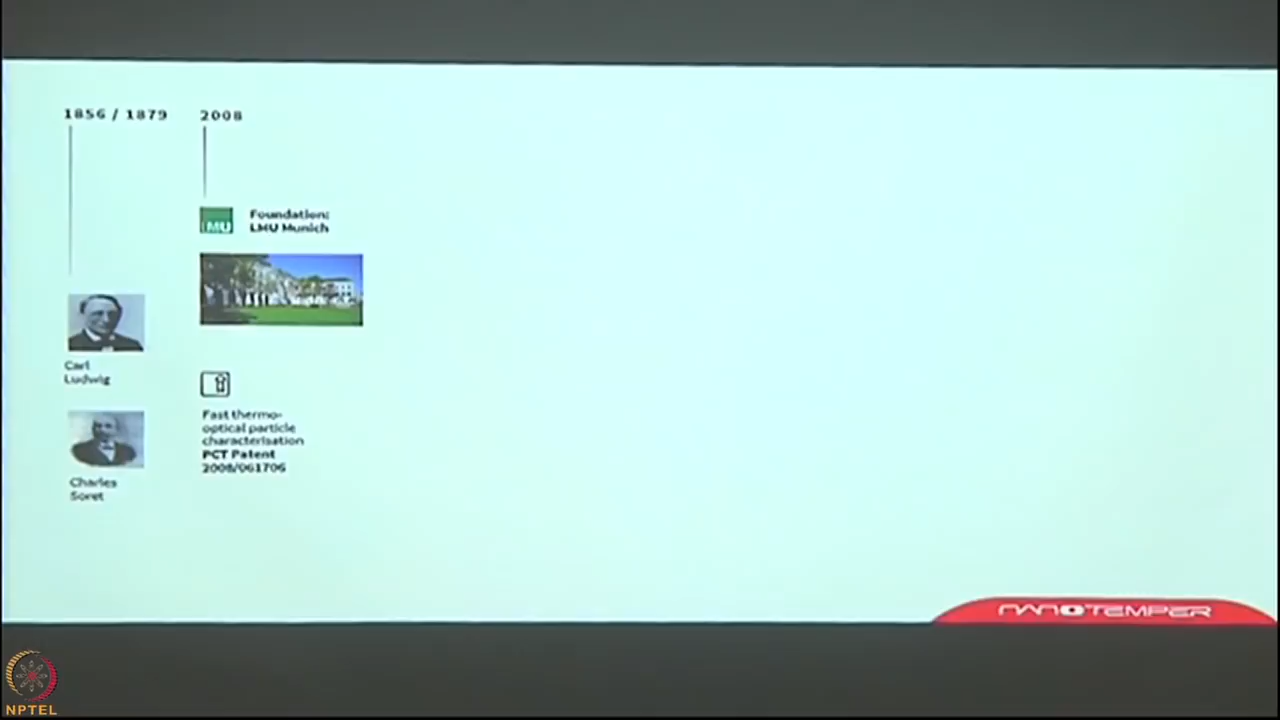 1856 / 1879
Carl
Ludwig
Charles
Soret
2008
LMU
Foundation:
LMU Munich
Fast thermo-
optical particle
characterisation
PCT Patent
2008/061706
NANOTEMPER
NPTEL